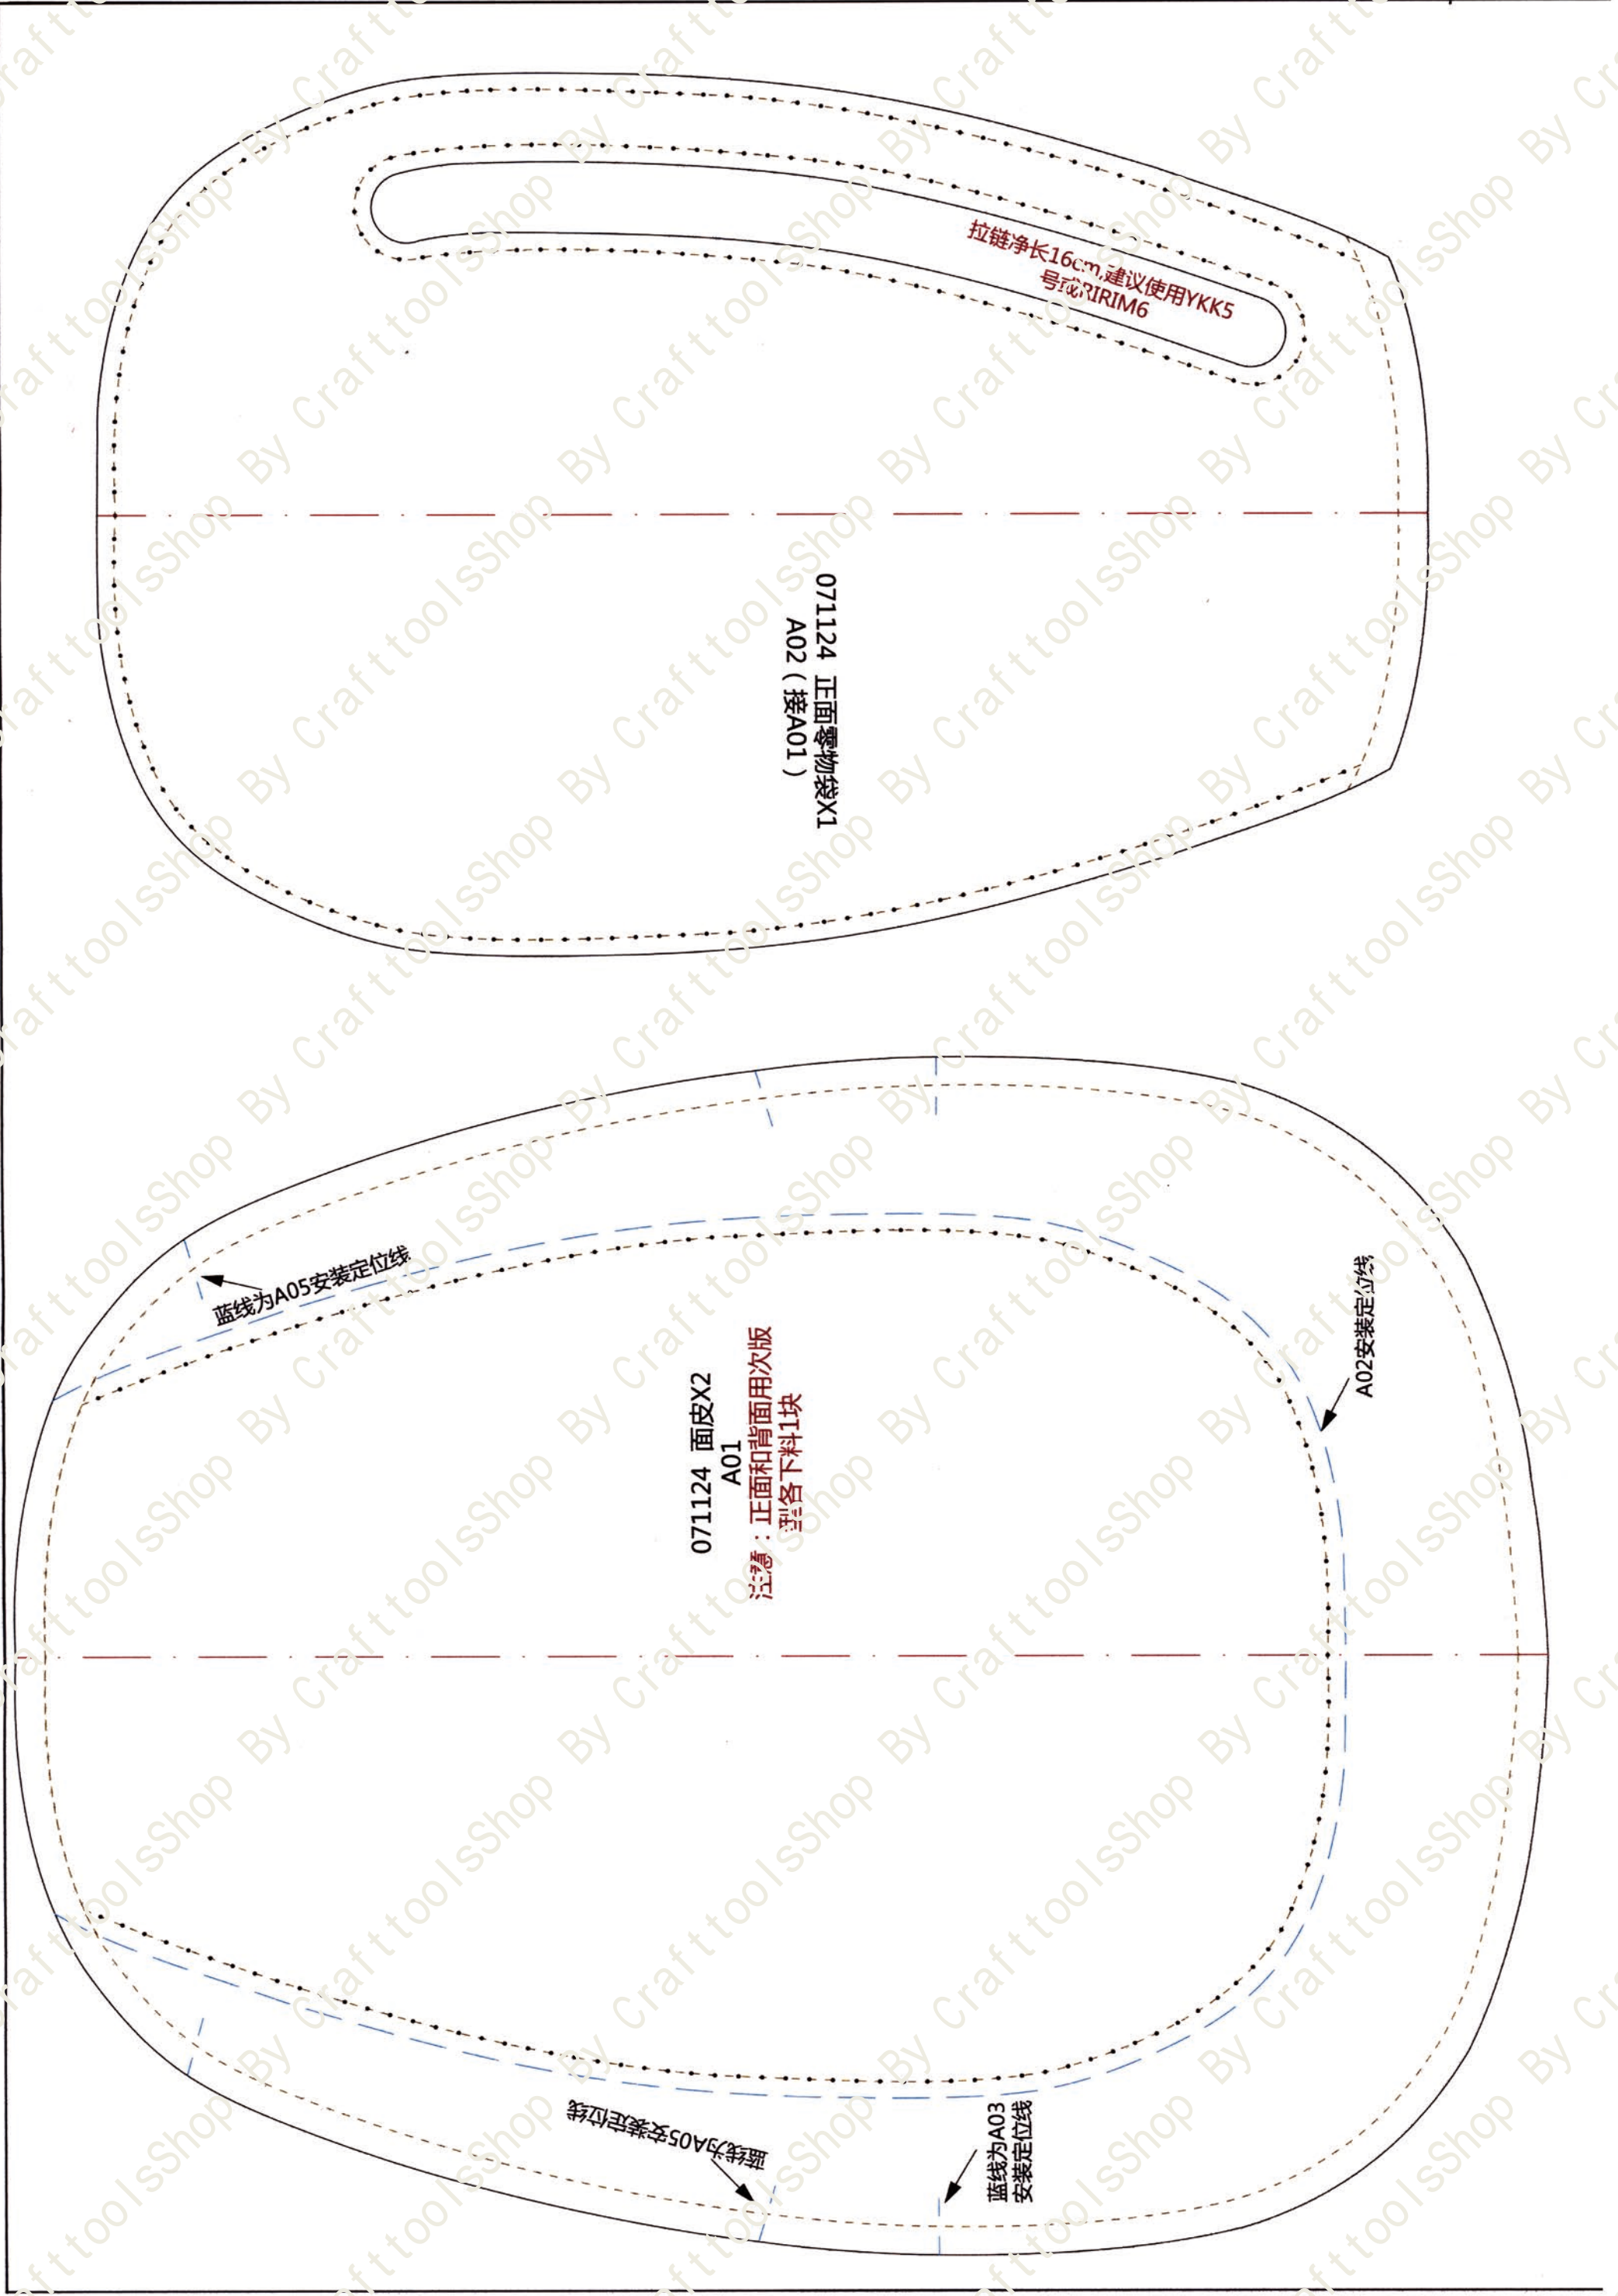 拉链净长16cm,建议使用YKK5
号或RIRIM6
071124 正面零物袋X1
A02（接A01）
蓝线为A05安装定位线
A02安装定位线
071124 面皮X2
A01
注意：正面和背面用次版
型各下料1块
蓝线为A05安装定位线
蓝线为A03
安装定位线
By CrafttoolsShop